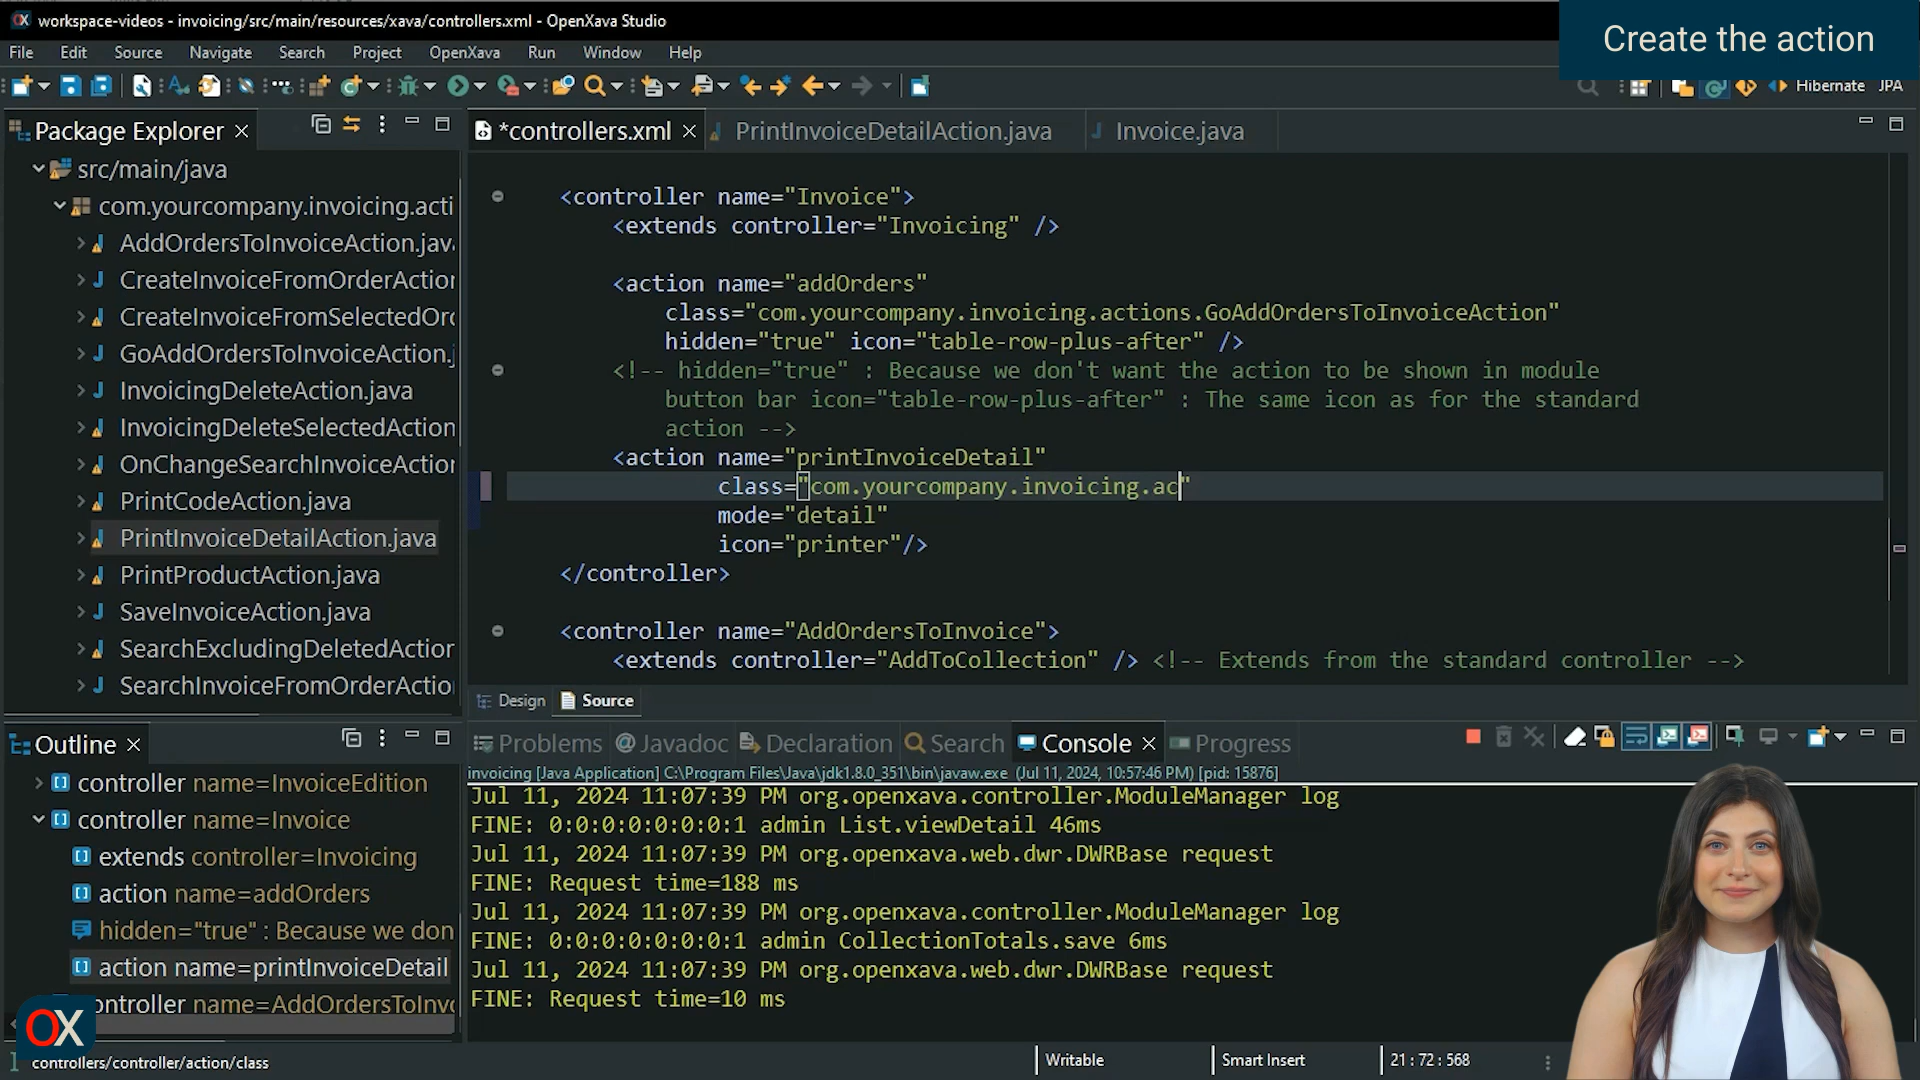 workspace-videos - invoicing/src/main/resources/xava/controllers.xml - OpenXava Studio
Create the action
File Edit Source Navigate Search Project OpenXava Run Window Help
Hibernate JPA
Package Explorer
src/main/java
com.yourcompany.invoicing.acti
AddOrdersToInvoiceAction.jav
CreateInvoiceFromOrderAction
CreateInvoiceFromSelectedOrd
GoAddOrdersToInvoiceAction.j
InvoicingDeleteAction.java
InvoicingDeleteSelectedAction
OnChangeSearchInvoiceAction
PrintCodeAction.java
PrintInvoiceDetailAction.java
PrintProductAction.java
SaveInvoiceAction.java
SearchExcludingDeletedAction
SearchInvoiceFromOrderActio
*controllers.xml PrintInvoiceDetailAction.java Invoice.java
<controller name="Invoice">
<extends controller="Invoicing" />
<action name="addOrders"
class="com.yourcompany.invoicing.actions.GoAddOrdersToInvoiceAction"
hidden="true" icon="table-row-plus-after" />
<!-- hidden="true" : Because we don't want the action to be shown in module
button bar icon="table-row-plus-after" : The same icon as for the standard
action -->
<action name="printInvoiceDetail"
class="com.yourcompany.invoicing.ac"
mode="detail"
icon="printer"/>
</controller>
<controller name="AddOrdersToInvoice">
<extends controller="AddToCollection" /> <!-- Extends from the standard controller -->
Design Source
Outline
controller name=InvoiceEdition
controller name=Invoice
extends controller=Invoicing
action name=addOrders
hidden="true" : Because we don
action name=printInvoiceDetail
ontroller name=AddOrdersToInvo
OX
Problems Javadoc Declaration Search Console Progress
invoicing [Java Application] C:\Program Files\Java\jdk1.8.0_351\bin\javaw.exe (Jul 11, 2024, 10:57:46 PM) [pid: 15876]
Jul 11, 2024 11:07:39 PM org.openxava.controller.ModuleManager log
FINE: 0:0:0:0:0:0:0:1 admin List.viewDetail 46ms
Jul 11, 2024 11:07:39 PM org.openxava.web.dwr.DWRBase request
FINE: Request time=188 ms
Jul 11, 2024 11:07:39 PM org.openxava.controller.ModuleManager log
FINE: 0:0:0:0:0:0:0:1 admin CollectionTotals.save 6ms
Jul 11, 2024 11:07:39 PM org.openxava.web.dwr.DWRBase request
FINE: Request time=10 ms
controllers/controller/action/class
Writable
Smart Insert
21 : 72 : 568